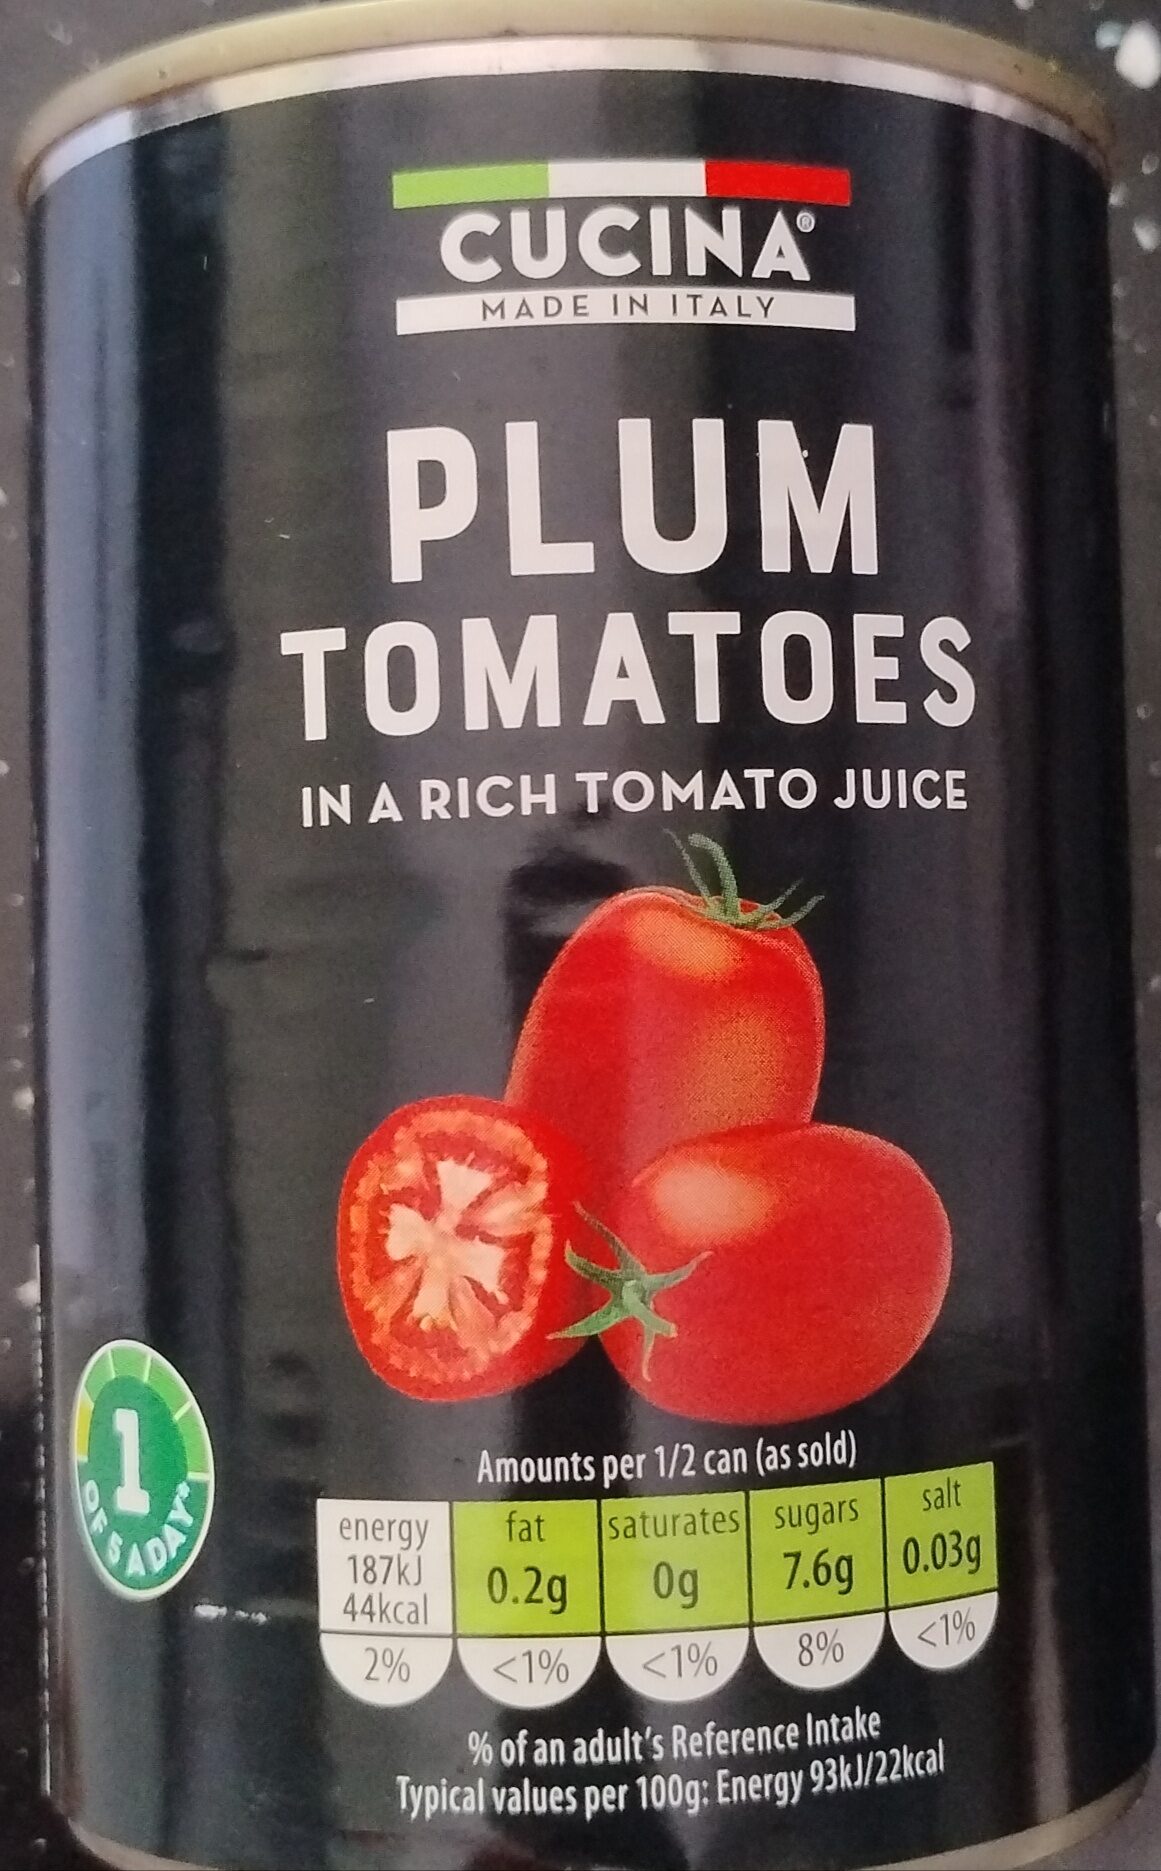 CUCINA®
MADE IN ITALY
PLUM
TOMATOES
IN A RICH TOMATO JUICE
1
OF 5 A DAY*
Amounts per 1/2 can (as sold)
energy 187kJ 44kcal 2%
fat 0.2g <1%
saturates 0g <1%
sugars 7.6g 8%
salt 0.03g <1%
% of an adult's Reference Intake
Typical values per 100g: Energy 93kJ/22kcal